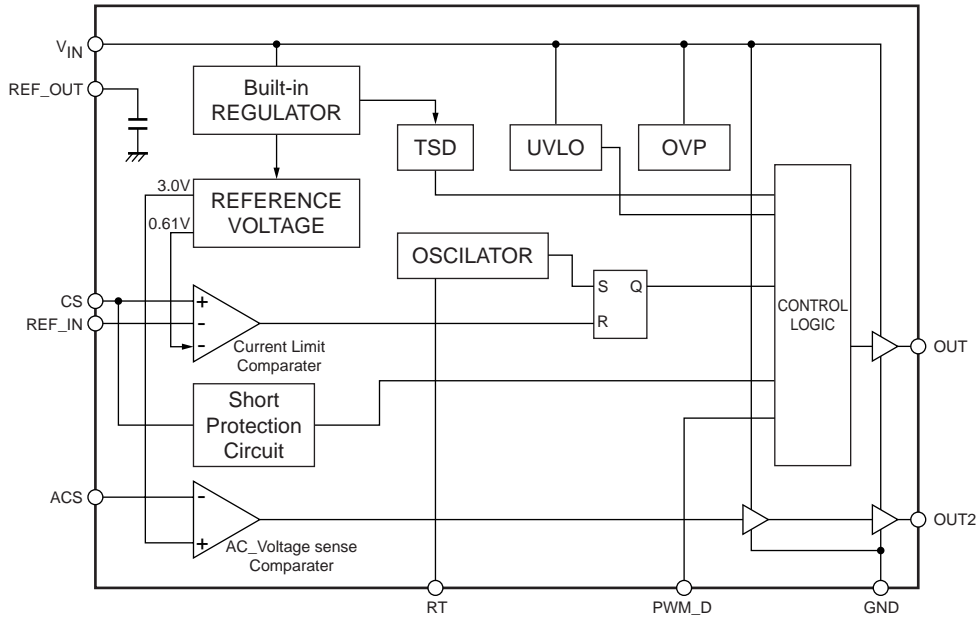 VIN
REF_OUT
Built-in
REGULATOR
TSD
UVLO
OVP
3.0V
REFERENCE
VOLTAGE
0.61V
OSCILATOR
S Q
R
CONTROL
LOGIC
CS
+
REF_IN
-
-
Current Limit
Comparater
OUT
Short
Protection
Circuit
ACS
-
+
AC_Voltage sense
Comparater
OUT2
RT
PWM_D
GND